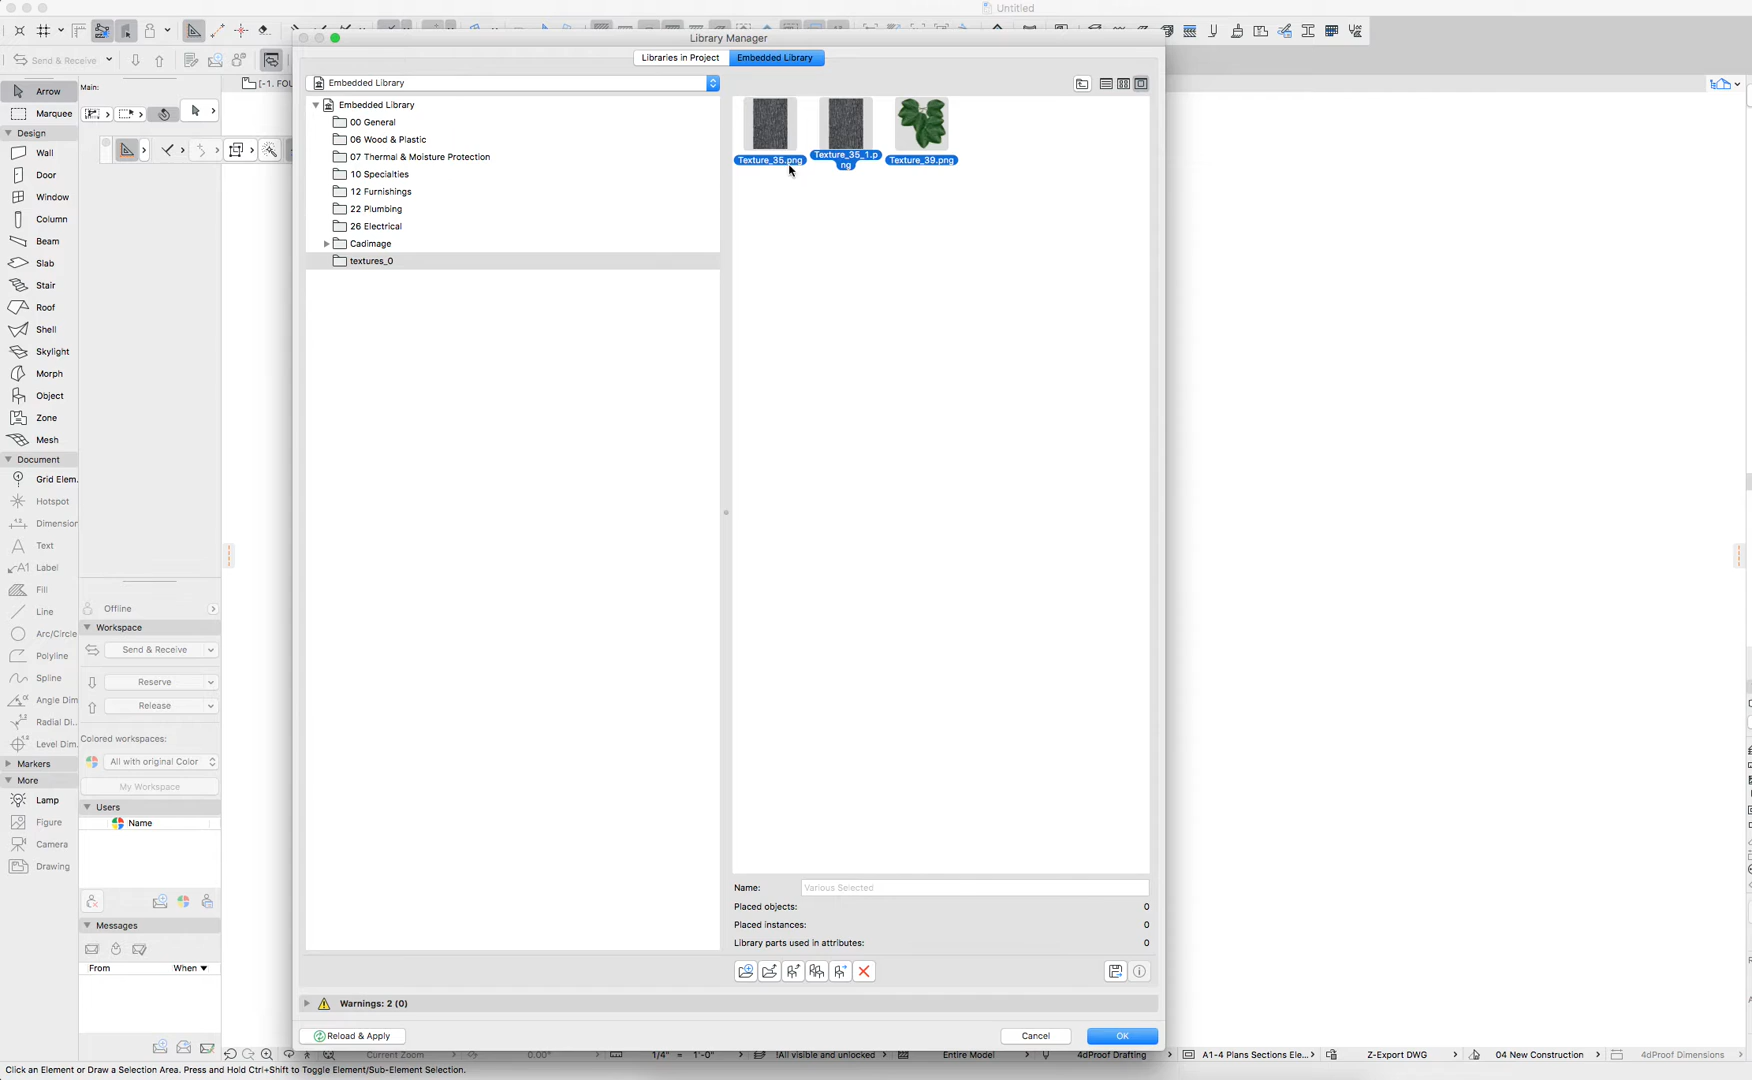 Untitled
Library Manager
Send & Receive
Libraries in Project
Embedded Library
Arrow
Main:
[-1. FOU
Embedded Library
Marquee
Embedded Library
Design
00 General
Wall
06 Wood & Plastic
Door
07 Thermal & Moisture Protection
Texture_35.png
Texture_35_1.p
ng
Texture_39.png
Window
10 Specialties
Column
12 Furnishings
Beam
22 Plumbing
Slab
26 Electrical
Stair
Cadimage
Roof
textures_0
Shell
Skylight
Morph
Object
Zone
Mesh
Document
Grid Elem.
Hotspot
Dimension
Text
A1 Label
Fill
Line
Offline
Arc/Circle
Workspace
Polyline
Send & Receive
Spline
Reserve
Angle Dim
Release
Radial Di...
Level Dim.
Colored workspaces:
Markers
All with original Color
More
My Workspace
Lamp
Users
Figure
Name
Camera
Drawing
Messages
From
When
Name:
Various Selected
Placed objects:
0
Placed instances:
0
Library parts used in attributes:
0
Warnings: 2 (0)
Reload & Apply
Cancel
OK
Current Zoom
0.00°
1/4" = 1'-0"
!All visible and unlocked
Entire Model
4dProof Drafting
A1-4 Plans Sections Ele...
Z-Export DWG
04 New Construction
4dProof Dimensions
Click an Element or Draw a Selection Area. Press and Hold Ctrl+Shift to Toggle Element/Sub-Element Selection.